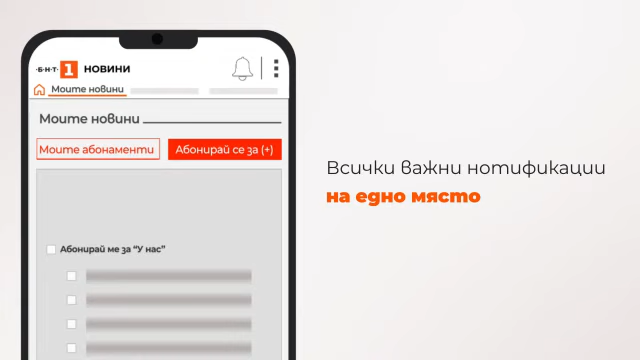 ·Б·Н·Т· 1 НОВИНИ
Моите новини
Моите новини
Моите абонаменти
Абонирай се за (+)
Абонирай ме за “У нас”
Всички важни нотификации
на едно място